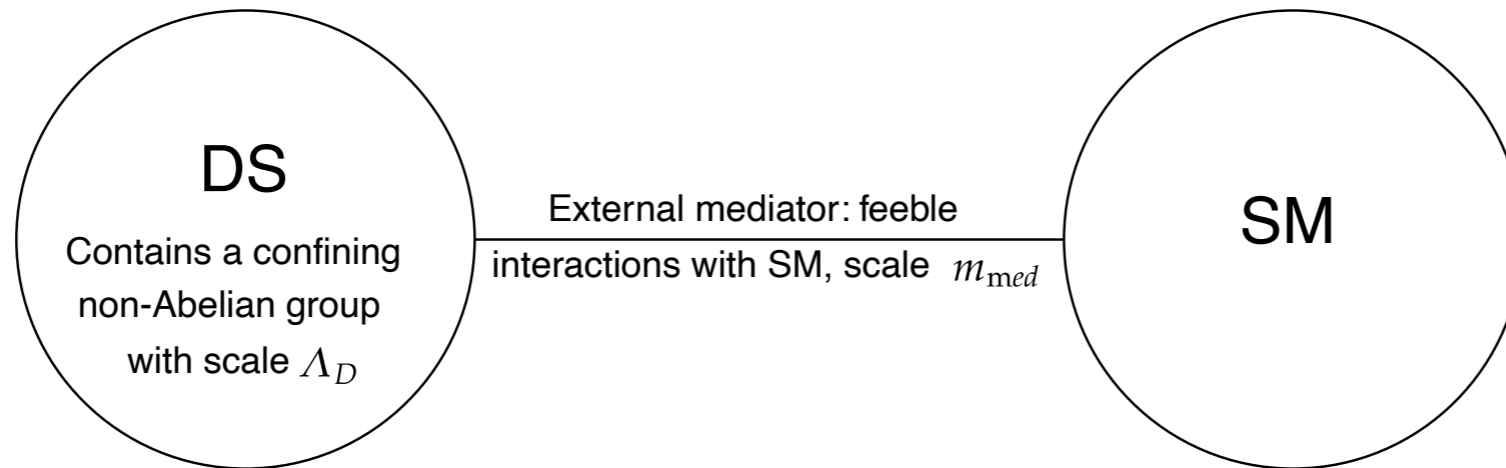 DS
Contains a confining
non-Abelian group
with scale Λ_D
External mediator: feeble
interactions with SM, scale m_med
SM